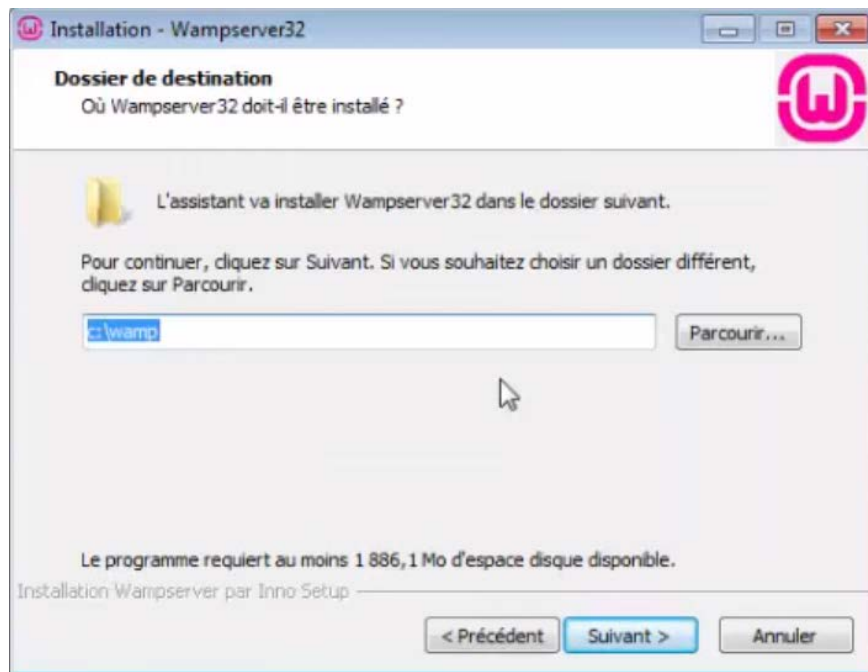 Installation - Wampserver32
Dossier de destination
Où Wampserver32 doit-il être installé ?
L'assistant va installer Wampserver32 dans le dossier suivant.
Pour continuer, cliquez sur Suivant. Si vous souhaitez choisir un dossier différent,
cliquez sur Parcourir.
c:\wamp
Parcourir...
Le programme requiert au moins 1 886,1 Mo d'espace disque disponible.
Installation Wampserver par Inno Setup
< Précédent
Suivant >
Annuler